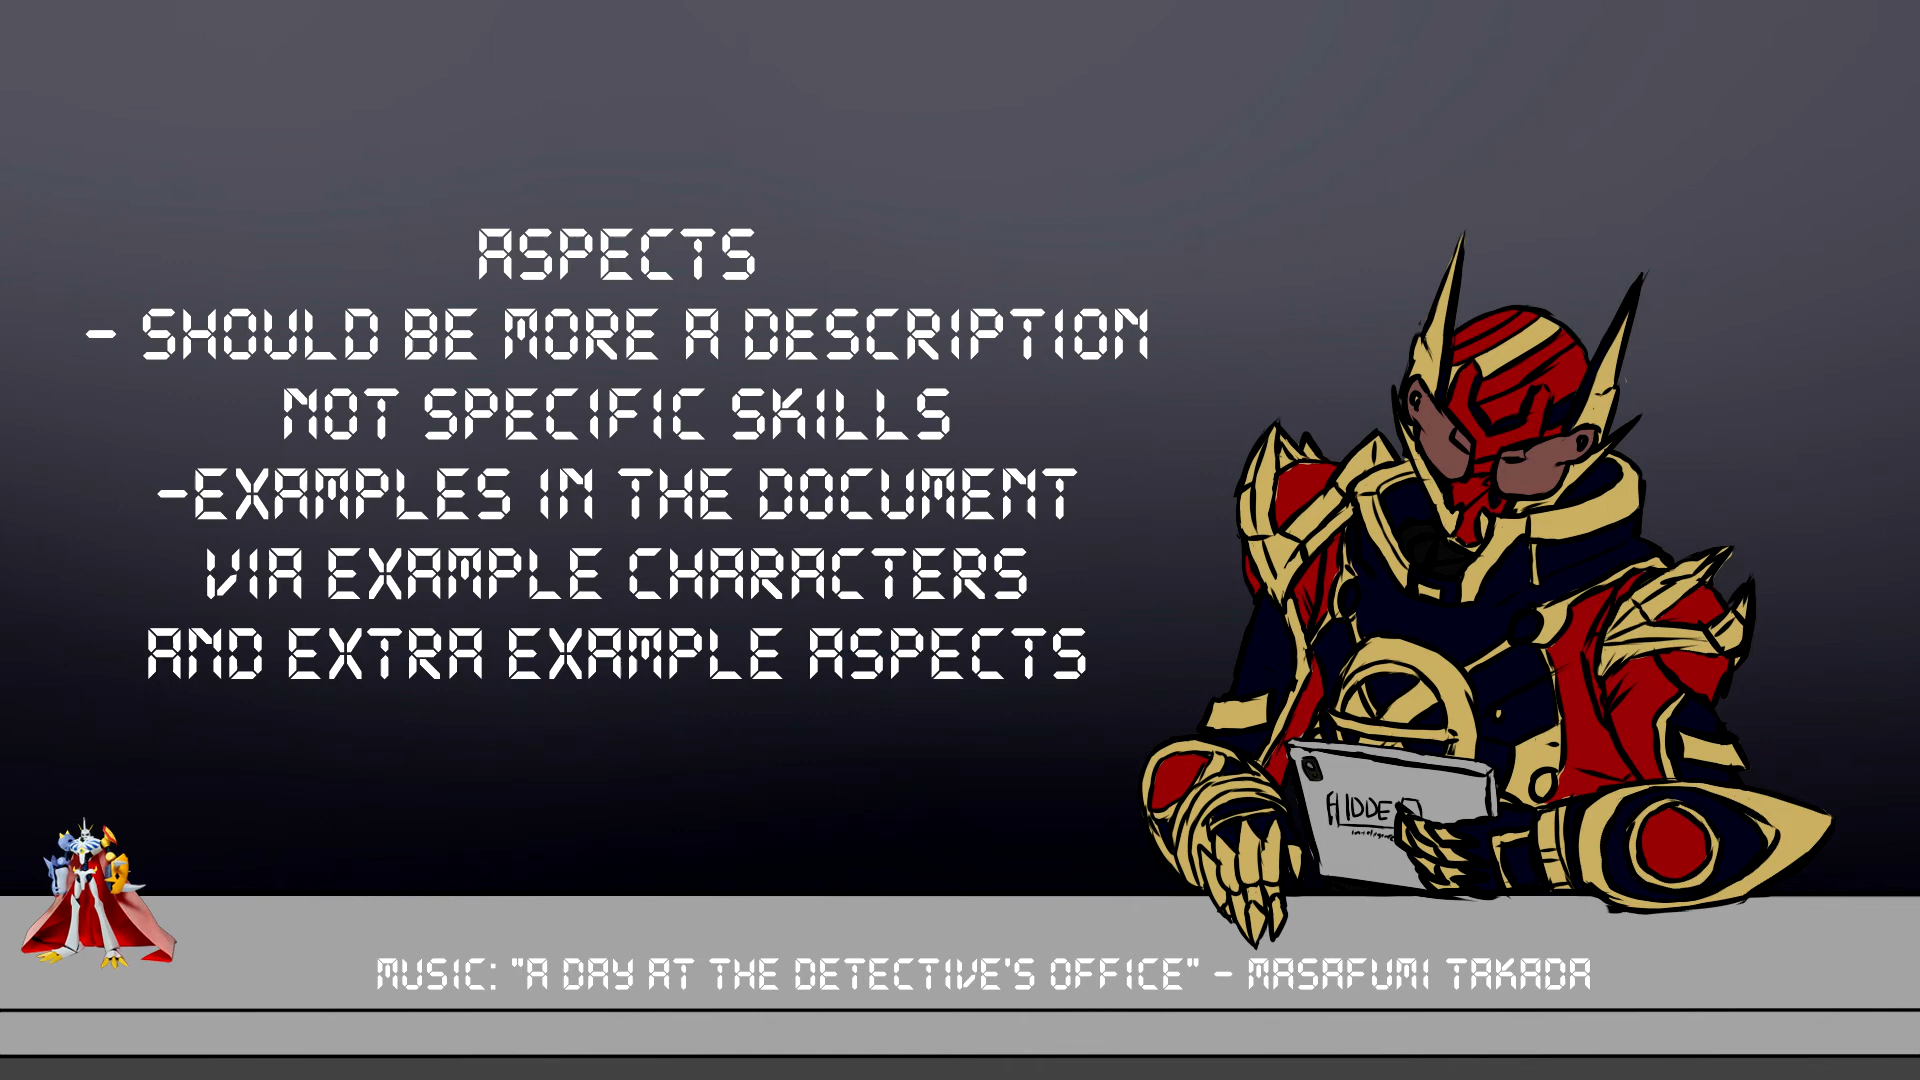 ASPECTS
- SHOULD BE MORE A DESCRIPTION
NOT SPECIFIC SKILLS
-EXAMPLES IN THE DOCUMENT
VIA EXAMPLE CHARACTERS
AND EXTRA EXAMPLE ASPECTS
HIDDE
MUSIC: "A DAY AT THE DETECTIVE'S OFFICE" - MASAFUMI TAKADA